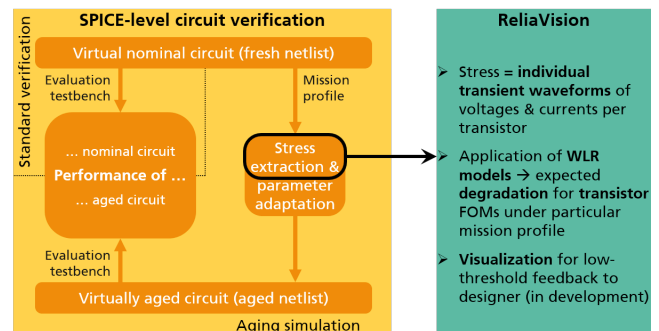 SPICE-level circuit verification
Virtual nominal circuit (fresh netlist)
Standard verification
Evaluation
testbench
Mission
profile
... nominal circuit
Performance of ...
... aged circuit
Stress
extraction &
parameter
adaptation
Evaluation
testbench
Virtually aged circuit (aged netlist)
Aging simulation
ReliaVision
➢ Stress = individual
transient waveforms of
voltages & currents per
transistor
➢ Application of WLR
models → expected
degradation for transistor
FOMs under particular
mission profile
➢ Visualization for low-
threshold feedback to
designer (in development)